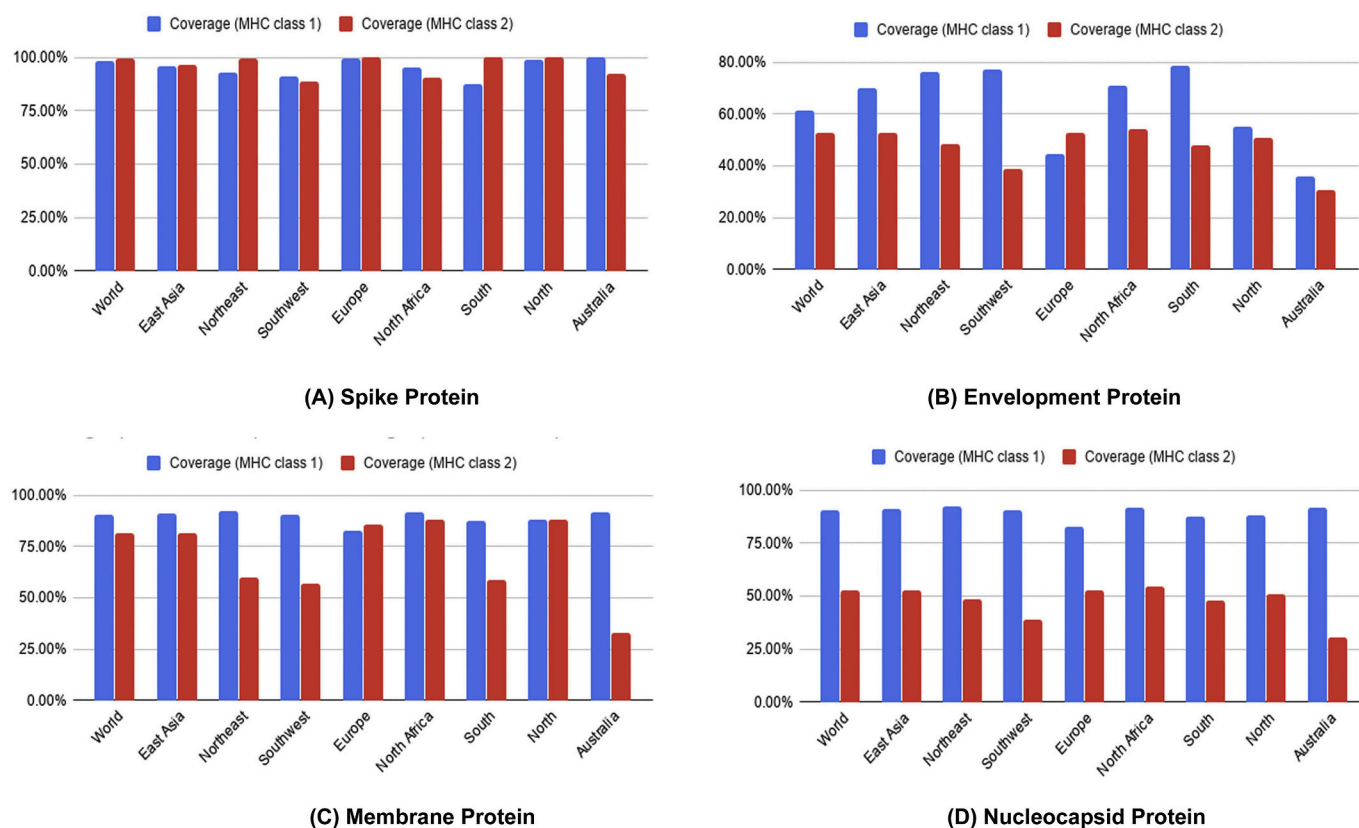 Coverage (MHC class 1) Coverage (MHC class 2)
100.00%
75.00%
50.00%
25.00%
0.00%
World East Asia Northeast Southwest Europe North Africa South North Australia
(A) Spike Protein
Coverage (MHC class 1) Coverage (MHC class 2)
80.00%
60.00%
40.00%
20.00%
0.00%
World East Asia Northeast Southwest Europe North Africa South North Australia
(B) Envelopment Protein
Coverage (MHC class 1) Coverage (MHC class 2)
100.00%
75.00%
50.00%
25.00%
0.00%
World East Asia Northeast Southwest Europe North Africa South North Australia
(C) Membrane Protein
Coverage (MHC class 1) Coverage (MHC class 2)
100.00%
75.00%
50.00%
25.00%
0.00%
World East Asia Northeast Southwest Europe North Africa South North Australia
(D) Nucleocapsid Protein